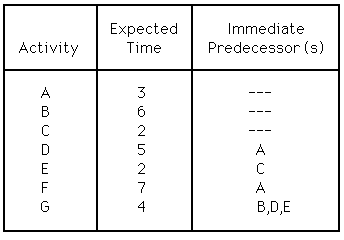 Activity Expected Time Immediate Predecessor(s)
A 3 ---
B 6 ---
C 2 ---
D 5 A
E 2 C
F 7 A
G 4 B,D,E